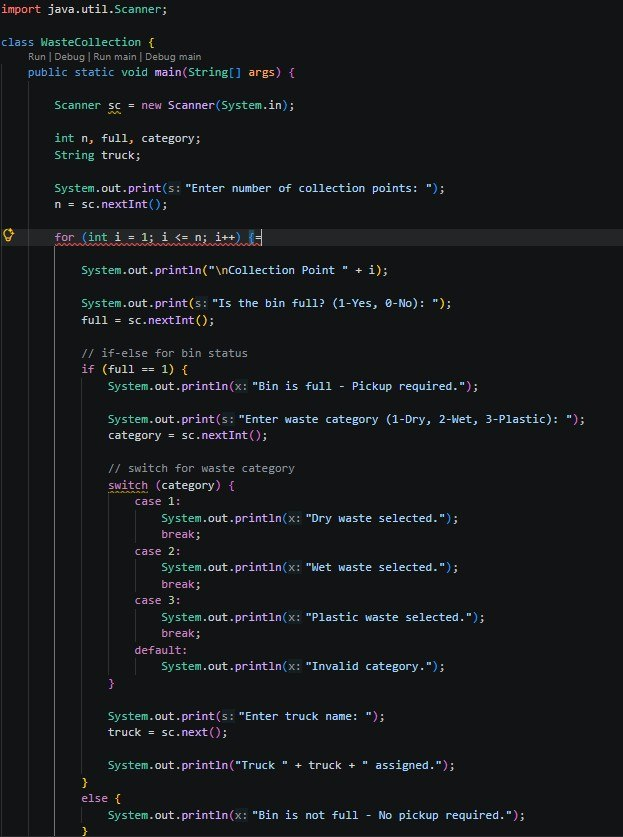 import java.util.Scanner;
class WasteCollection {
Run | Debug | Run main | Debug main
public static void main(String[] args) {
Scanner sc = new Scanner(System.in);
int n, full, category;
String truck;
System.out.print(s: "Enter number of collection points: ");
n = sc.nextInt();
for (int i = 1; i <= n; i++) {=
System.out.println("\nCollection Point " + i);
System.out.print(s: "Is the bin full? (1-Yes, 0-No): ");
full = sc.nextInt();
// if-else for bin status
if (full == 1) {
System.out.println(x: "Bin is full - Pickup required.");
System.out.print(s: "Enter waste category (1-Dry, 2-Wet, 3-Plastic): ");
category = sc.nextInt();
// switch for waste category
switch (category) {
case 1:
System.out.println(x: "Dry waste selected.");
break;
case 2:
System.out.println(x: "Wet waste selected.");
break;
case 3:
System.out.println(x: "Plastic waste selected.");
break;
default:
System.out.println(x: "Invalid category.");
}
System.out.print(s: "Enter truck name: ");
truck = sc.next();
System.out.println("Truck " + truck + " assigned.");
}
else {
System.out.println(x: "Bin is not full - No pickup required.");
}